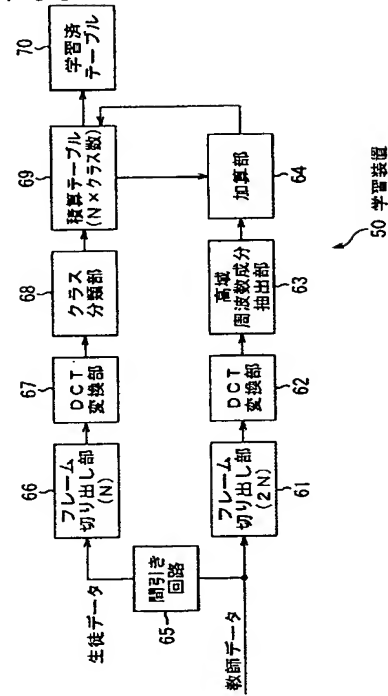 70
学習済
テーブル
69
積算テーブル
(N×クラス数)
64
加算部
68
クラス
分類部
63
高域
周波数成分
抽出部
67
DCT
変換部
62
DCT
変換部
66
フレーム
切り出し部
(N)
61
フレーム
切り出し部
(2N)
生徒データ
間引き
回路
65
教師データ
50 学習装置